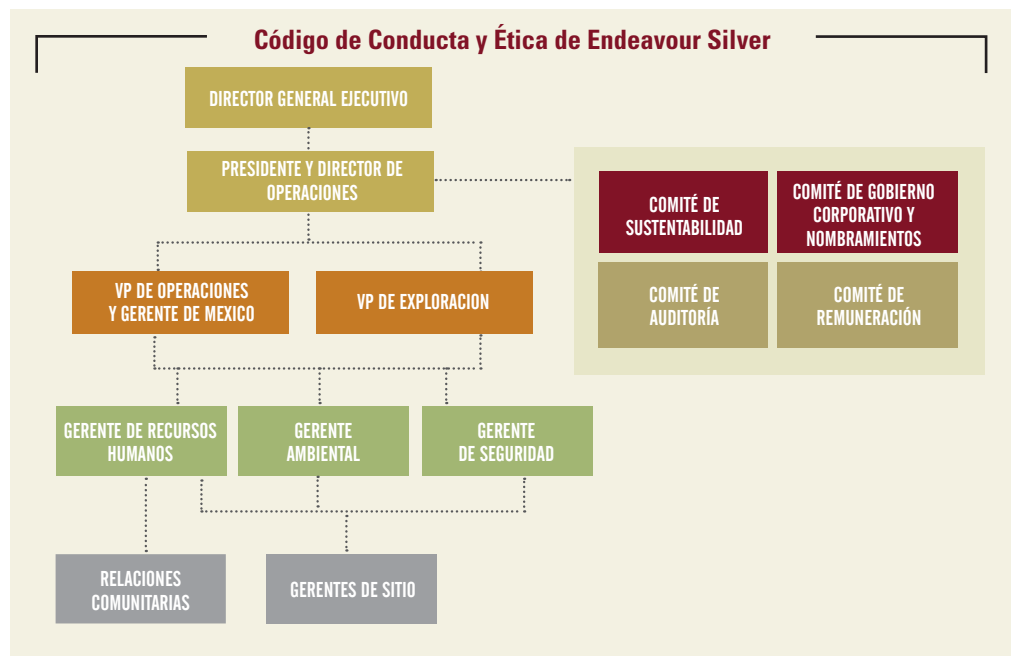 Código de Conducta y Ética de Endeavour Silver
DIRECTOR GENERAL EJECUTIVO
PRESIDENTE Y DIRECTOR DE
OPERACIONES
COMITÉ DE
SUSTENTABILIDAD
COMITÉ DE GOBIERNO
CORPORATIVO Y
NOMBRAMIENTOS
COMITÉ DE
AUDITORÍA
COMITÉ DE
REMUNERACIÓN
VP DE OPERACIONES
Y GERENTE DE MEXICO
VP DE EXPLORACION
GERENTE DE RECURSOS
HUMANOS
GERENTE
AMBIENTAL
GERENTE
DE SEGURIDAD
RELACIONES
COMUNITARIAS
GERENTES DE SITIO